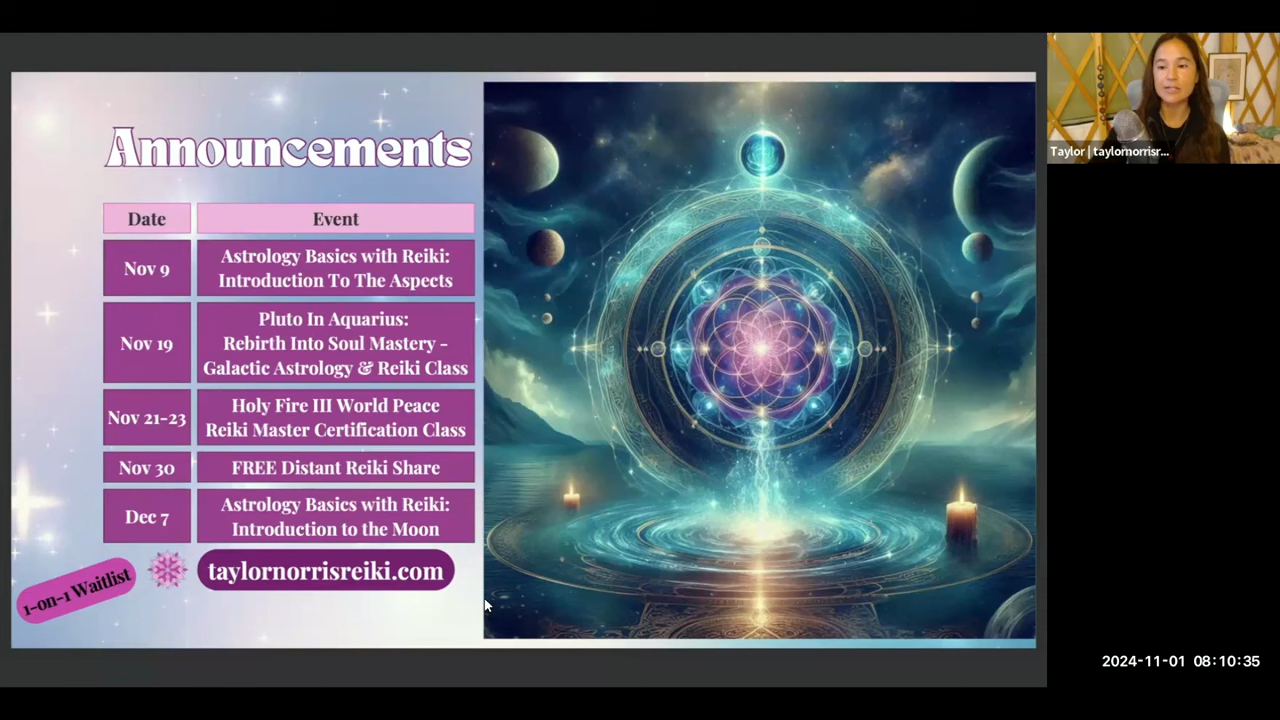 Announcements
Date
Event
Nov 9
Astrology Basics with Reiki:
Introduction To The Aspects
Nov 19
Pluto In Aquarius:
Rebirth Into Soul Mastery -
Galactic Astrology & Reiki Class
Nov 21-23
Holy Fire III World Peace
Reiki Master Certification Class
Nov 30
FREE Distant Reiki Share
Dec 7
Astrology Basics with Reiki:
Introduction to the Moon
1-on-1 Waitlist
taylornorrisreiki.com
Taylor | taylornorrisr...
2024-11-01 08:10:35